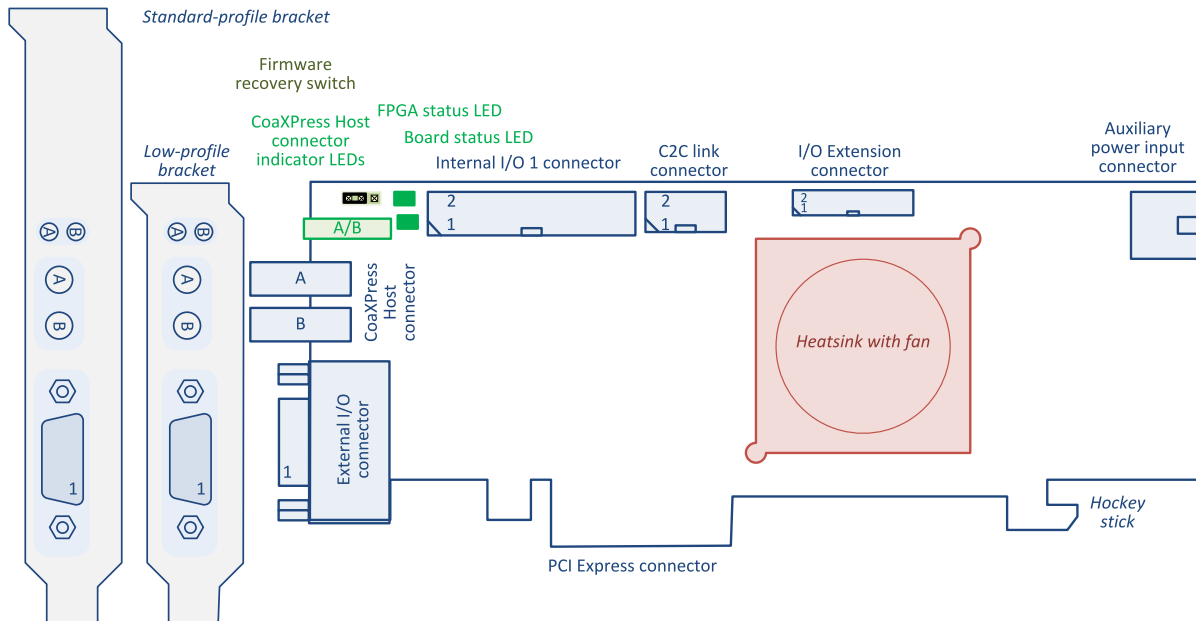 Standard-profile bracket
Firmware
recovery switch
FPGA status LED
CoaXPress Host
connector
indicator LEDs
Board status LED
Low-profile
bracket
Internal I/O 1 connector
C2C link
connector
I/O Extension
connector
Auxiliary
power input
connector
2
1
2
1
2
1
A/B
A
B
A
B
A
B
A
B
A
B
CoaXPress
Host
connector
Heatsink with fan
External I/O
connector
1
1
1
Hockey
stick
PCI Express connector